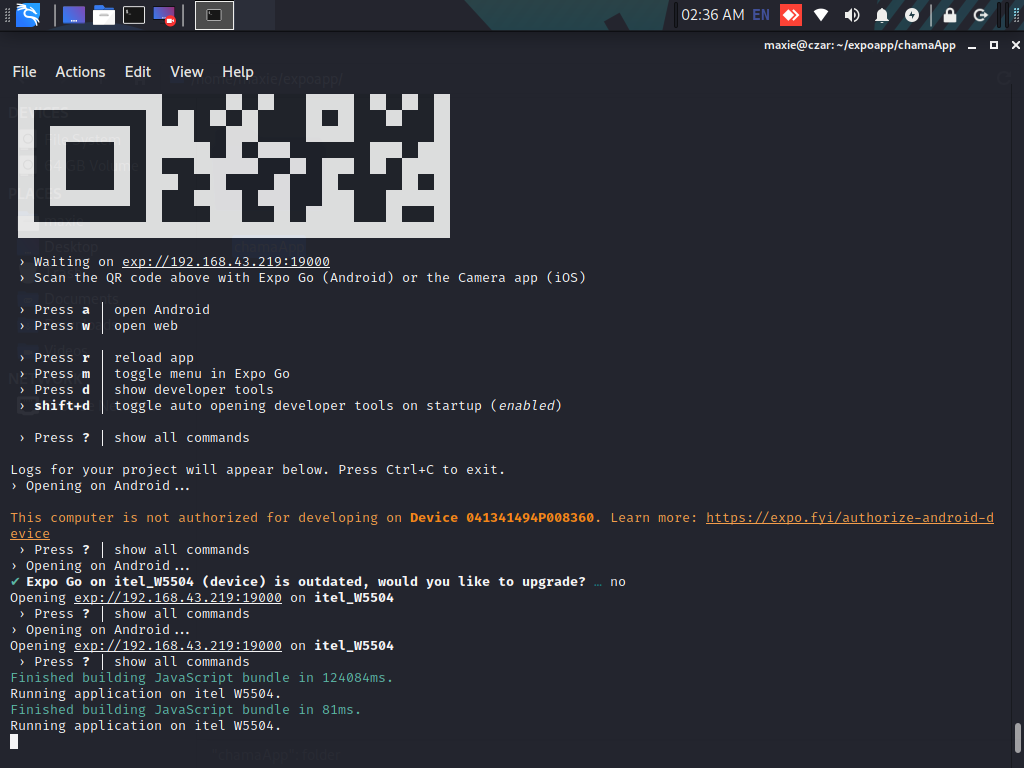 02:36 AM EN
maxie@czar: ~/expoapp/chamaApp
File Actions Edit View Help
› Waiting on exp://192.168.43.219:19000
› Scan the QR code above with Expo Go (Android) or the Camera app (iOS)
› Press a │ open Android
› Press w │ open web
› Press r │ reload app
› Press m │ toggle menu in Expo Go
› Press d │ show developer tools
› shift+d │ toggle auto opening developer tools on startup (enabled)
› Press ? │ show all commands
Logs for your project will appear below. Press Ctrl+C to exit.
› Opening on Android...
This computer is not authorized for developing on Device 041341494P008360. Learn more: https://expo.fyi/authorize-android-d
evice
› Press ? │ show all commands
› Opening on Android...
✔ Expo Go on itel_W5504 (device) is outdated, would you like to upgrade? … no
Opening exp://192.168.43.219:19000 on itel_W5504
› Press ? │ show all commands
› Opening on Android...
Opening exp://192.168.43.219:19000 on itel_W5504
› Press ? │ show all commands
Finished building JavaScript bundle in 124084ms.
Running application on itel W5504.
Finished building JavaScript bundle in 81ms.
Running application on itel W5504.